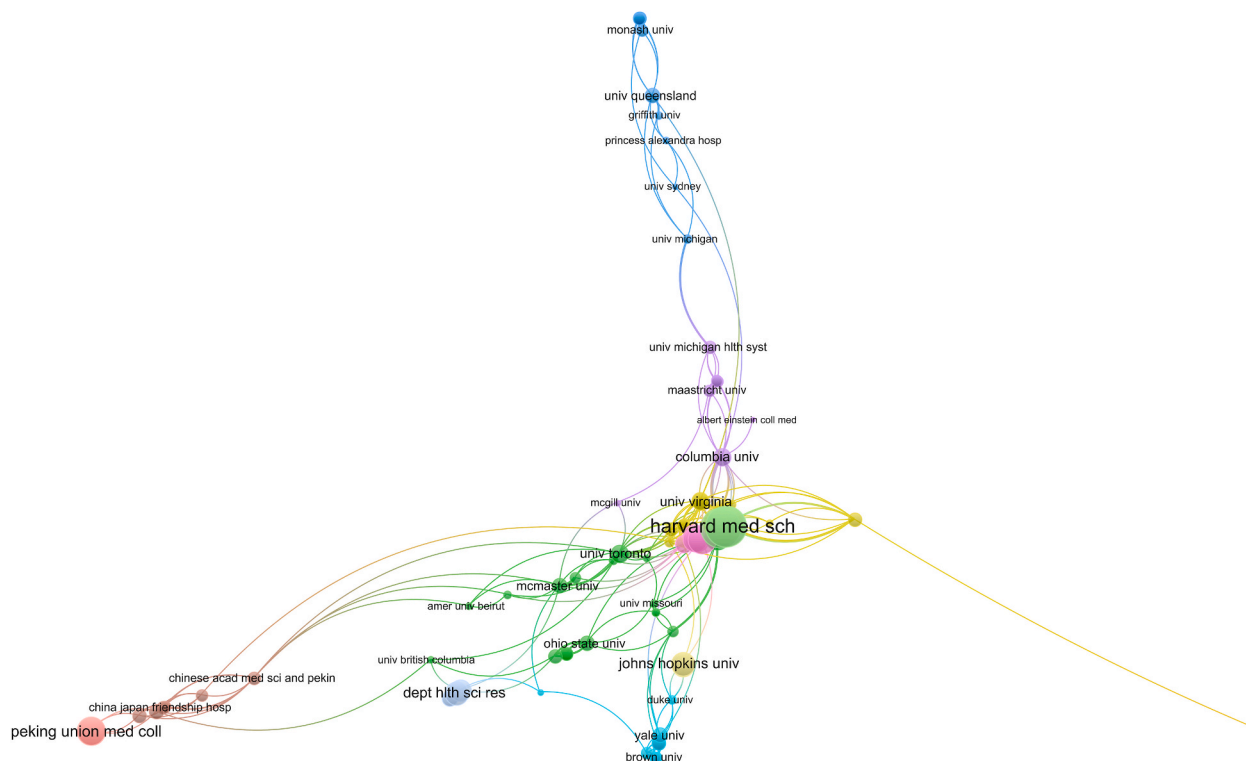 monash univ
univ queensland
griffith univ
princess alexandra hosp
univ sydney
univ michigan
univ michigan hlth syst
maastricht univ
albert einstein coll med
columbia univ
mcgill univ
univ virginia
harvard med sch
univ toronto
mcmaster univ
amer univ beirut
univ missouri
ohio state univ
univ british columbia
johns hopkins univ
chinese acad med sci and pekin
dept hlth sci res
duke univ
china japan friendship hosp
peking union med coll
yale univ
brown univ